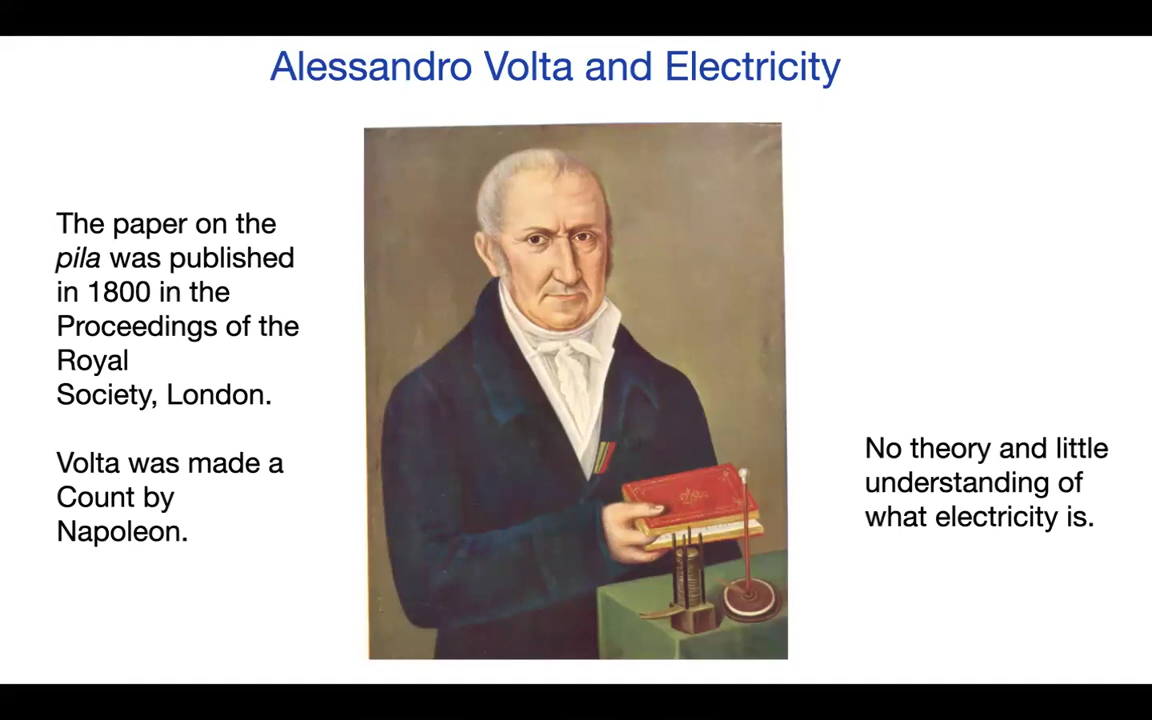 Alessandro Volta and Electricity
The paper on the
pila was published
in 1800 in the
Proceedings of the
Royal
Society, London.
Volta was made a
Count by
Napoleon.
No theory and little
understanding of
what electricity is.